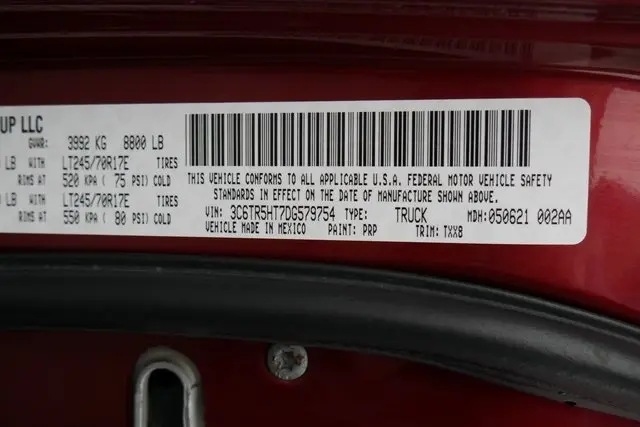 UP LLC
GVWR: 3992 KG 8800 LB
LB WITH LT245/70R17E TIRES
RIMS AT 520 KPA ( 75 PSI) COLD
LB WITH LT245/70R17E TIRES
RIMS AT 550 KPA ( 80 PSI) COLD
THIS VEHICLE CONFORMS TO ALL APPLICABLE U.S.A. FEDERAL MOTOR VEHICLE SAFETY
STANDARDS IN EFFECT ON THE DATE OF MANUFACTURE SHOWN ABOVE
VIN: 3C6TR5HT7DG579754 TYPE: TRUCK MDH: 050621 002AA
VEHICLE MADE IN MEXICO PAINT: PRP TRIM: TXX8